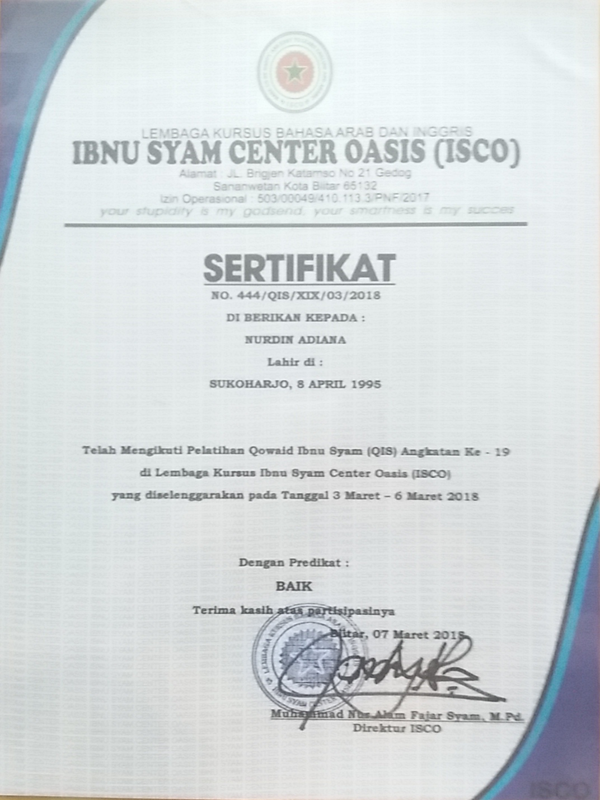 LEMBAGA KURSUS BAHASA ARAB DAN INGGRIS
IBNU SYAM CENTER OASIS (ISCO)
Alamat : JL. Brigjen Katamso No 21 Gedog
Sananwetan Kota Blitar 65132
Izin Operasional : 503/00049/410.113.3/PNF/2017
your stupidity is my godsend, your smartness is my succes
SERTIFIKAT
NO. 444/QIS/XIX/03/2018
DI BERIKAN KEPADA :
NURDIN ADIANA
Lahir di :
SUKOHARJO, 8 APRIL 1995
Telah Mengikuti Pelatihan Qowaid Ibnu Syam (QIS) Angkatan Ke - 19
di Lembaga Kursus Ibnu Syam Center Oasis (ISCO)
yang diselenggarakan pada Tanggal 3 Maret – 6 Maret 2018
Dengan Predikat :
BAIK
Terima kasih atas partisipasinya
Blitar, 07 Maret 2018
Muhammad Nur Alam Fajar Syam, M.Pd.
Direktur ISCO
ISCO